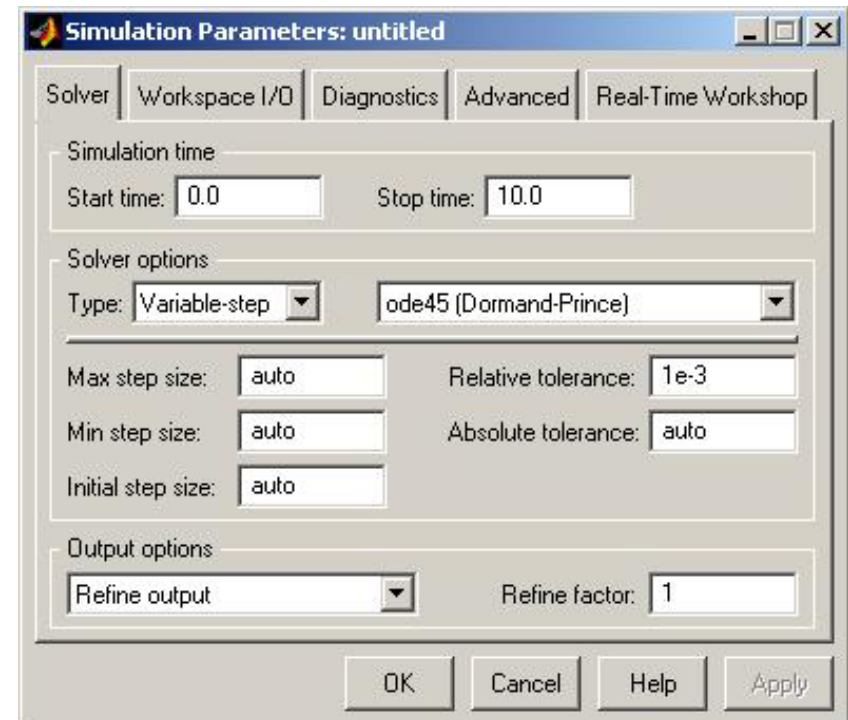 Simulation Parameters: untitled
Solver Workspace I/O Diagnostics Advanced Real-Time Workshop
Simulation time
Start time: 0.0 Stop time: 10.0
Solver options
Type: Variable-step ode45 (Dormand-Prince)
Max step size: auto Relative tolerance: 1e-3
Min step size: auto Absolute tolerance: auto
Initial step size: auto
Output options
Refine output Refine factor: 1
OK Cancel Help Apply